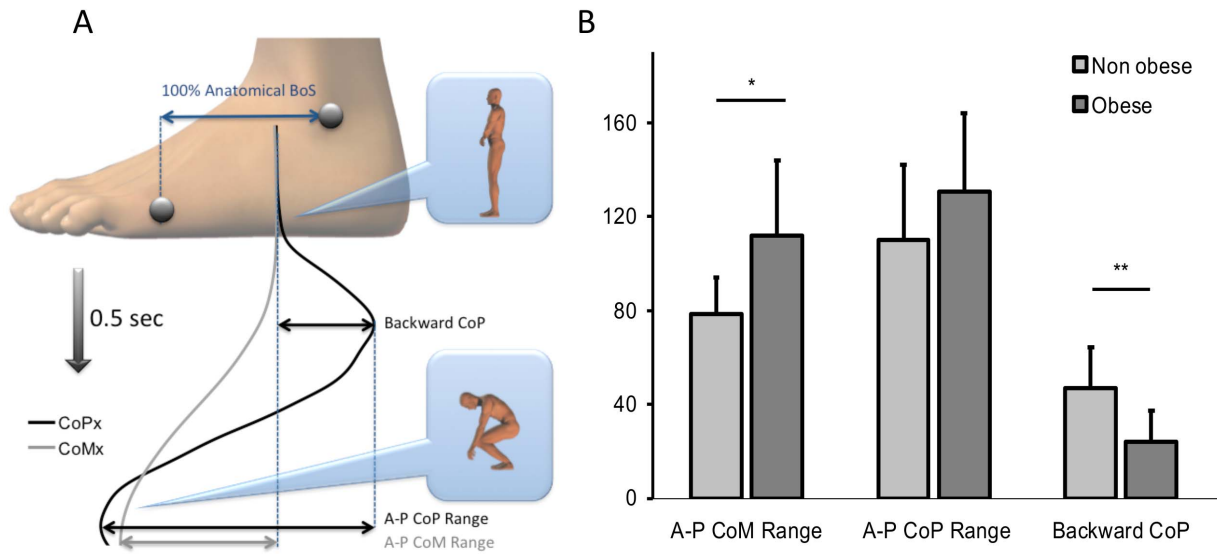 A
100% Anatomical BoS
0.5 sec
Backward CoP
CoPx
CoMx
A-P CoP Range
A-P CoM Range
B
Non obese
Obese
*
**
160
120
80
40
0
A-P CoM Range
A-P CoP Range
Backward CoP